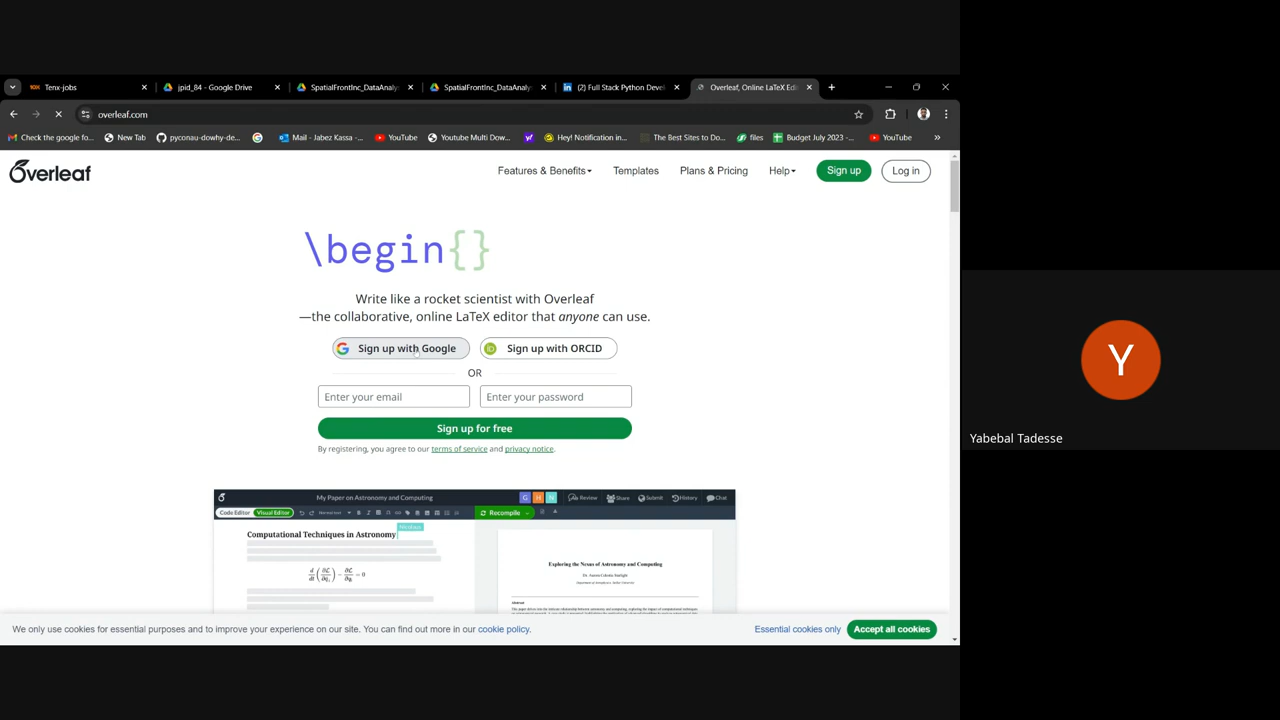 Tenx-jobs
jpid_84 - Google Drive
SpatialFrontInc_DataAnaly
SpatialFrontInc_DataAnaly
(2) Full Stack Python Devel
Overleaf, Online LaTeX Edi
overleaf.com
Check the google fo...
New Tab
pyconau-dowhy-de...
Mail - Jabez Kassa -...
YouTube
Youtube Multi Dow...
Hey! Notification in...
The Best Sites to Do...
files
Budget July 2023 -...
YouTube
Overleaf
Features & Benefits
Templates
Plans & Pricing
Help
Sign up
Log in
\begin{}
Write like a rocket scientist with Overleaf
—the collaborative, online LaTeX editor that anyone can use.
Sign up with Google
Sign up with ORCID
OR
Enter your email
Enter your password
Sign up for free
By registering, you agree to our terms of service and privacy notice.
My Paper on Astronomy and Computing
G H N
Review
Share
Submit
History
Chat
Code Editor
Visual Editor
Recompile
Computational Techniques in Astronomy
Exploring the Nexus of Astronomy and Computing
Abstract
We only use cookies for essential purposes and to improve your experience on our site. You can find out more in our cookie policy.
Essential cookies only
Accept all cookies
Y
Yabebal Tadesse